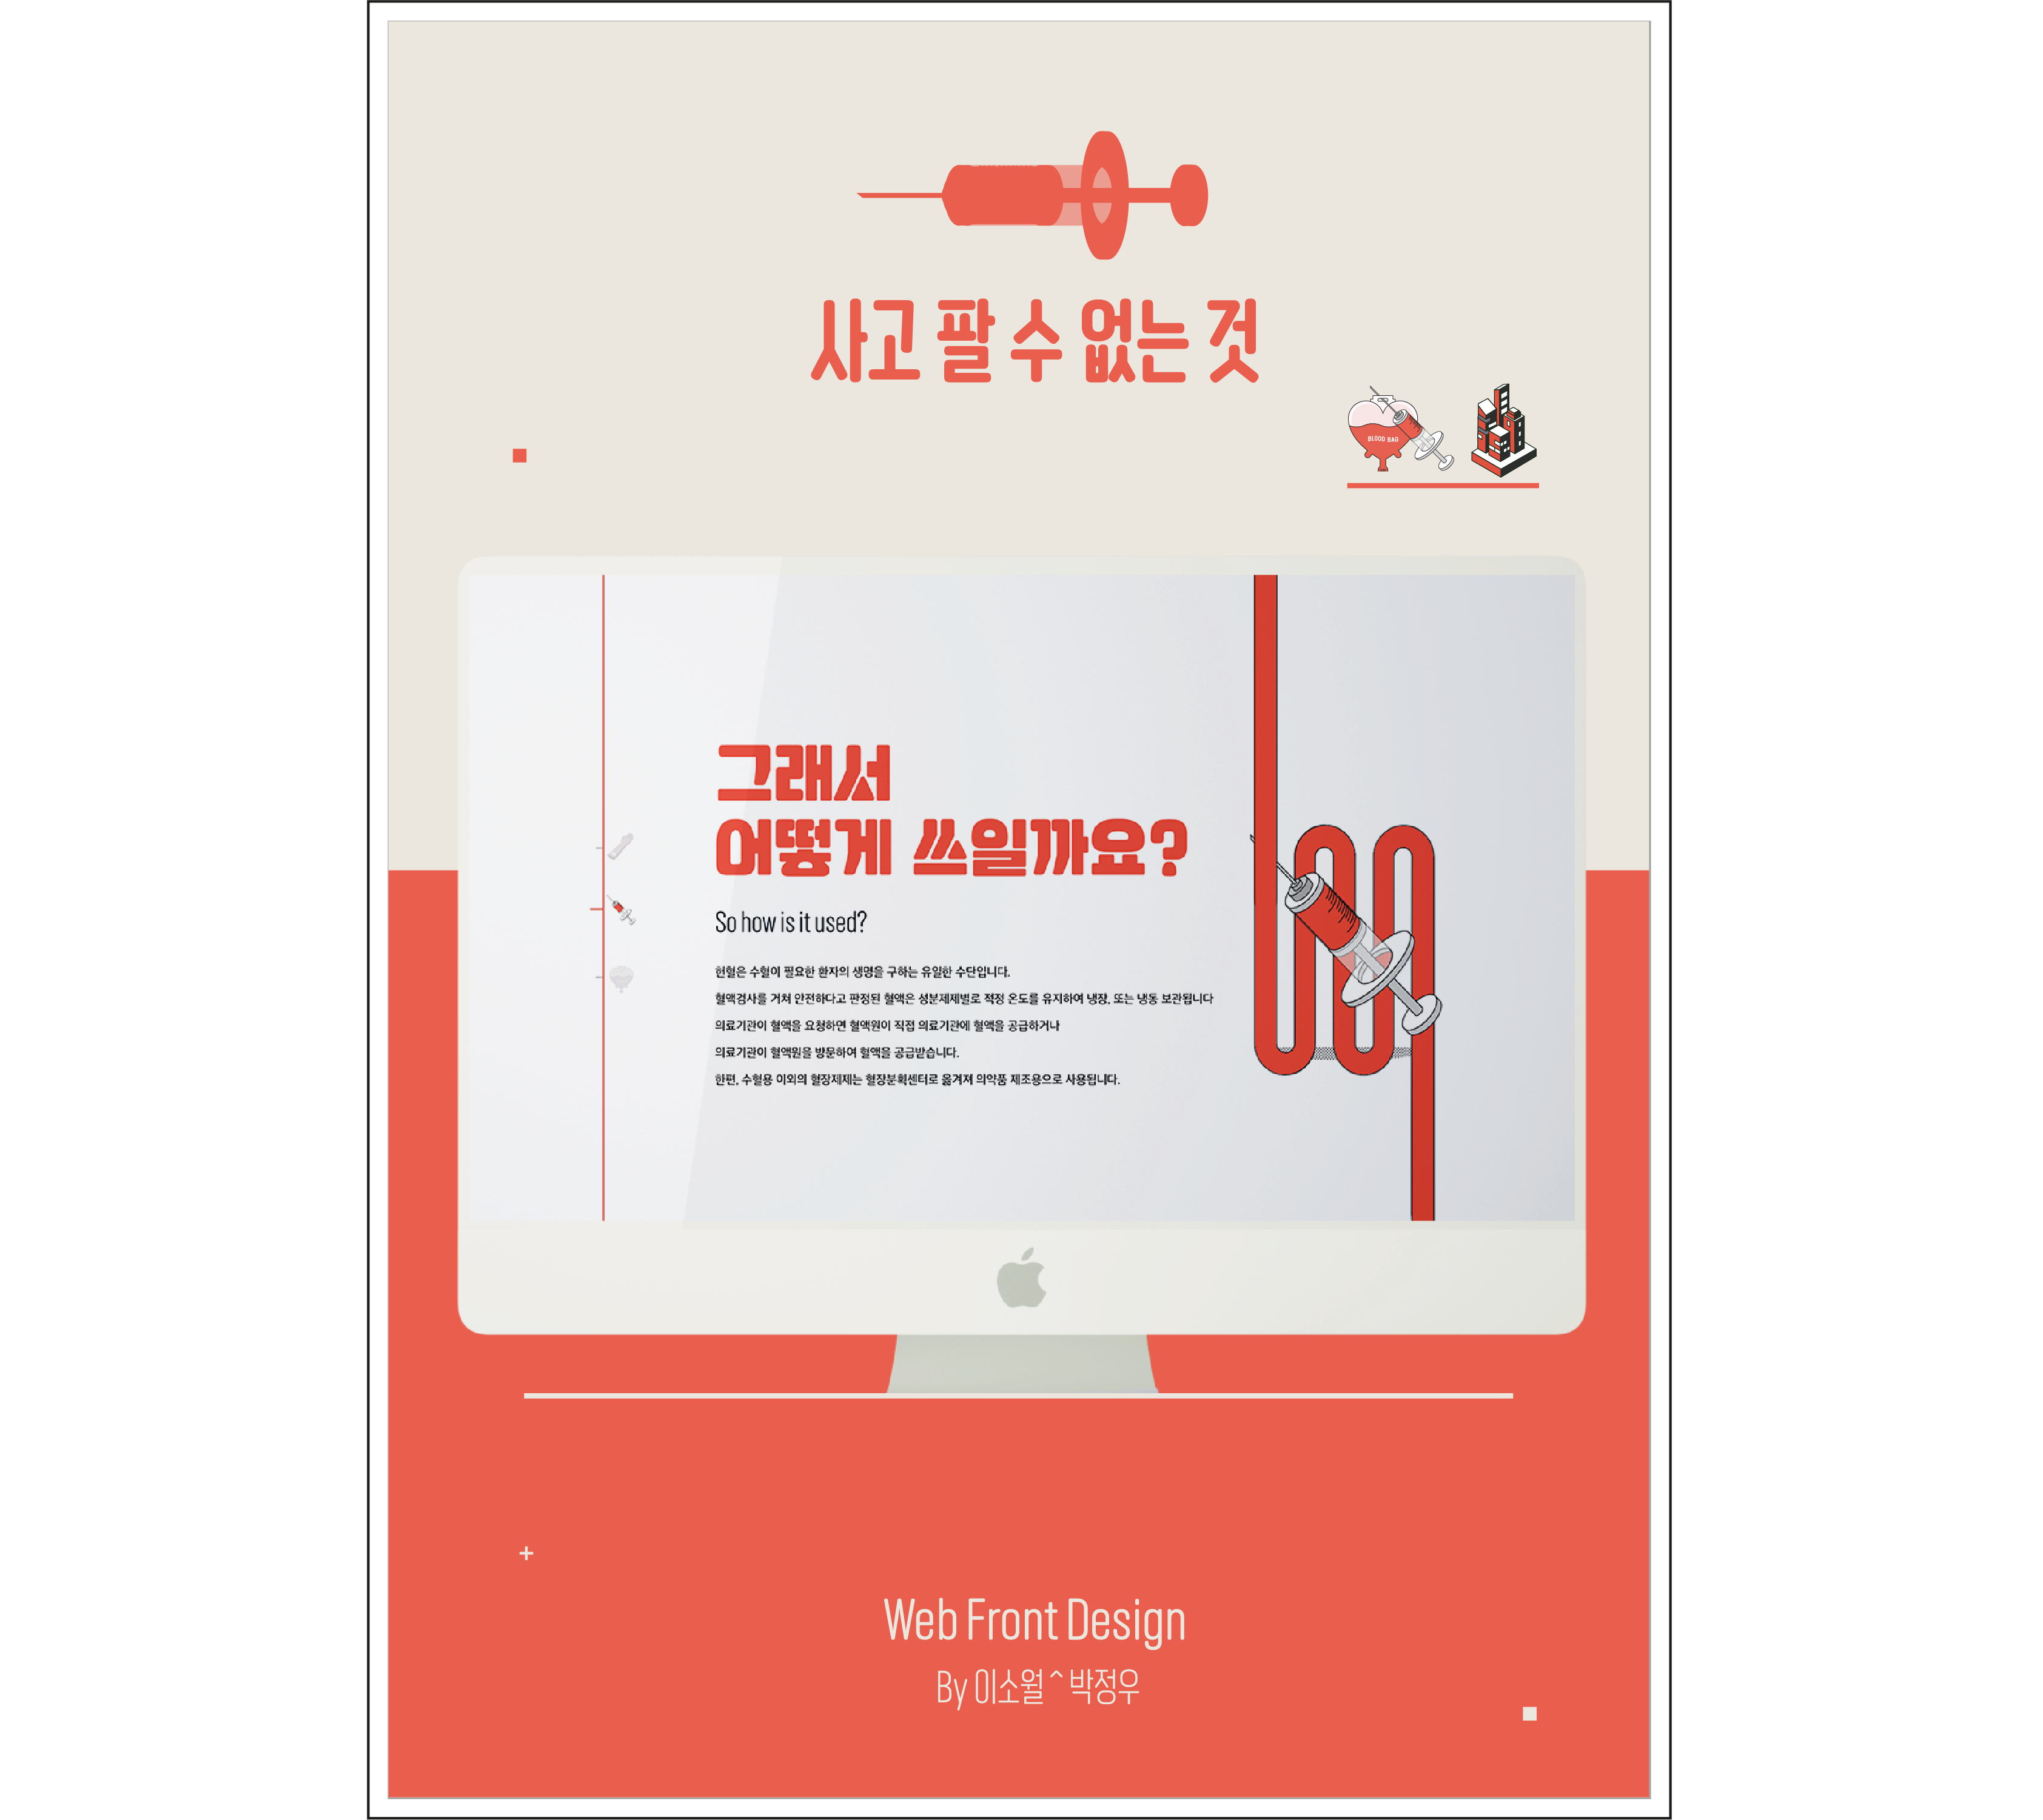 사고 팔 수 없는 것
BLOOD BAG
그래서
어떻게 쓰일까요?
So how is it used?
헌혈은 수혈이 필요한 환자의 생명을 구하는 유일한 수단입니다.
혈액검사를 거쳐 안전하다고 판정된 혈액은 성분제제별로 적정 온도를 유지하여 냉장, 또는 냉동 보관됩니다
의료기관이 혈액을 요청하면 혈액원이 직접 의료기관에 혈액을 공급하거나
의료기관이 혈액원을 방문하여 혈액을 공급받습니다.
한편, 수혈용 이외의 혈장제제는 혈장분획센터로 옮겨져 의약품 제조용으로 사용됩니다.
Web Front Design
By 이소월^박정우